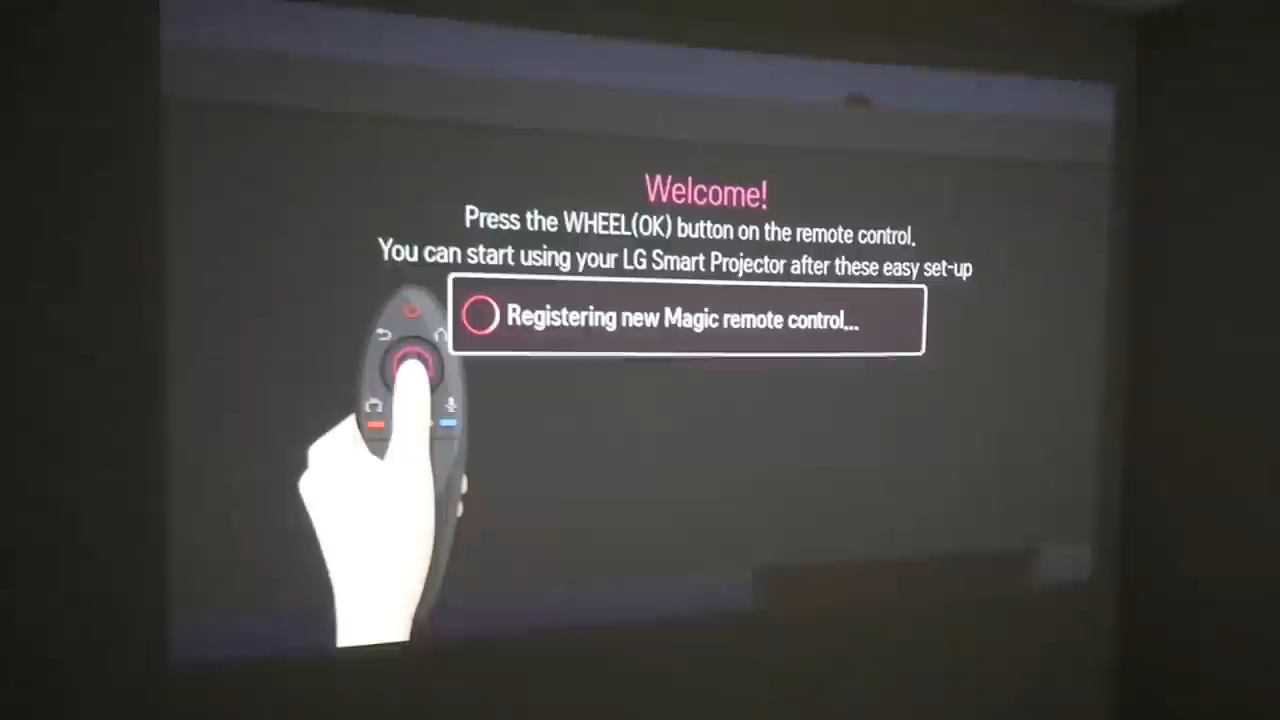 Welcome!
Press the WHEEL(OK) button on the remote control.
You can start using your LG Smart Projector after these easy set-up
Registering new Magic remote control...